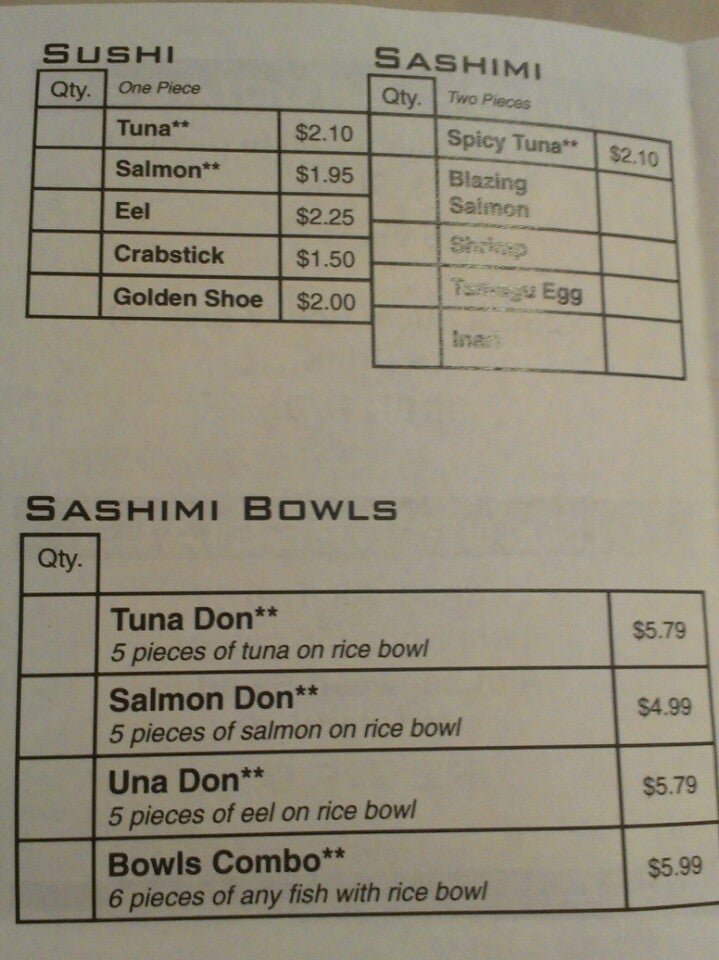 SUSHI
Qty. One Piece
Tuna** $2.10
Salmon** $1.95
Eel $2.25
Crabstick $1.50
Golden Shoe $2.00
SASHIMI
Qty. Two Pieces
Spicy Tuna** $2.10
Blazing
Salmon
Shrimp
Egg
Inari
SASHIMI BOWLS
Qty.
Tuna Don** $5.79
5 pieces of tuna on rice bowl
Salmon Don** $4.99
5 pieces of salmon on rice bowl
Una Don** $5.79
5 pieces of eel on rice bowl
Bowls Combo** $5.99
6 pieces of any fish with rice bowl